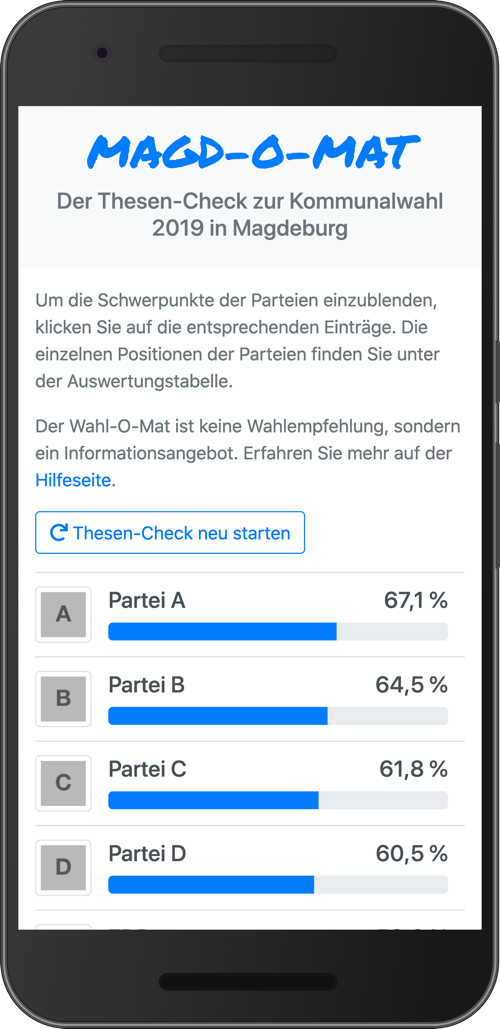 MAGD-O-MAT
Der Thesen-Check zur Kommunalwahl
2019 in Magdeburg
Um die Schwerpunkte der Parteien einzublenden,
klicken Sie auf die entsprechenden Einträge. Die
einzelnen Positionen der Parteien finden Sie unter
der Auswertungstabelle.
Der Wahl-O-Mat ist keine Wahlempfehlung, sondern
ein Informationsangebot. Erfahren Sie mehr auf der
Hilfeseite.
Thesen-Check neu starten
A Partei A 67,1 %
B Partei B 64,5 %
C Partei C 61,8 %
D Partei D 60,5 %